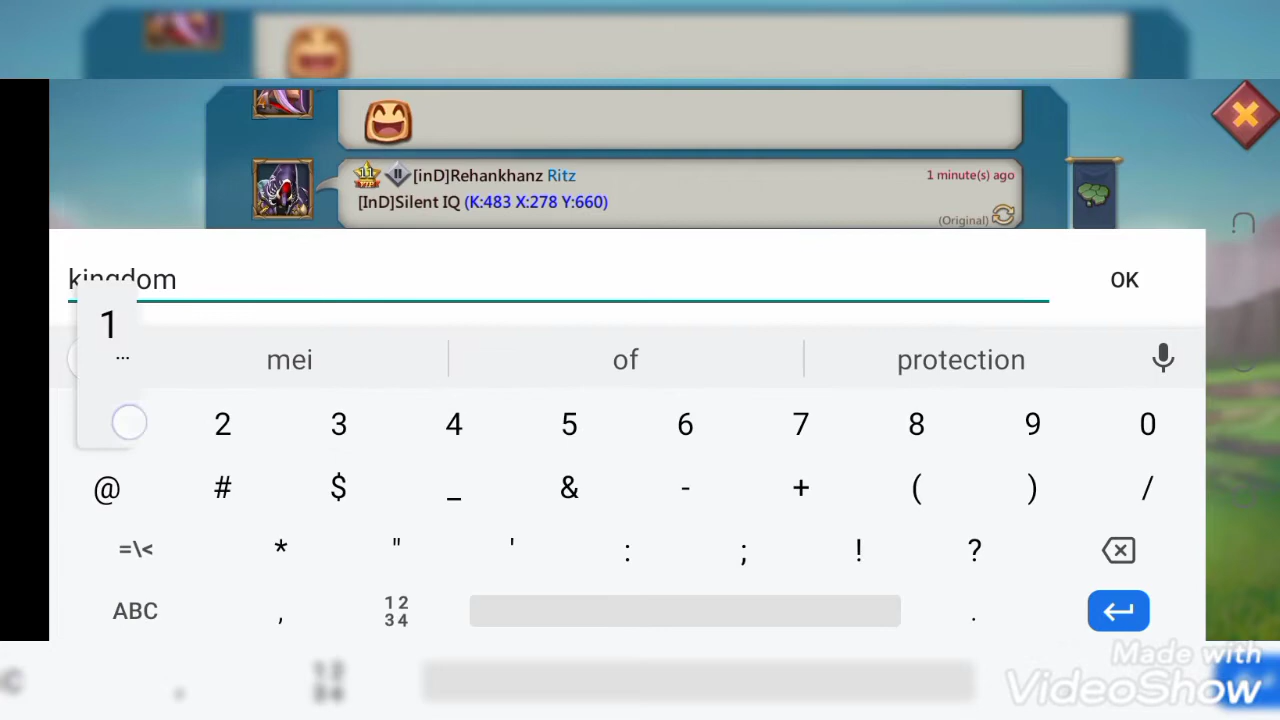 [inD]Rehankhanz Ritz
1 minute(s) ago
[InD]Silent IQ (K:483 X:278 Y:660)
(Original)
kingdom
OK
1
...
mei
of
protection
2 3 4 5 6 7 8 9 0
@ # $ _ & - + ( ) /
=\< * " ' : ; ! ?
ABC , 12 34 .
Made with
VideoShow